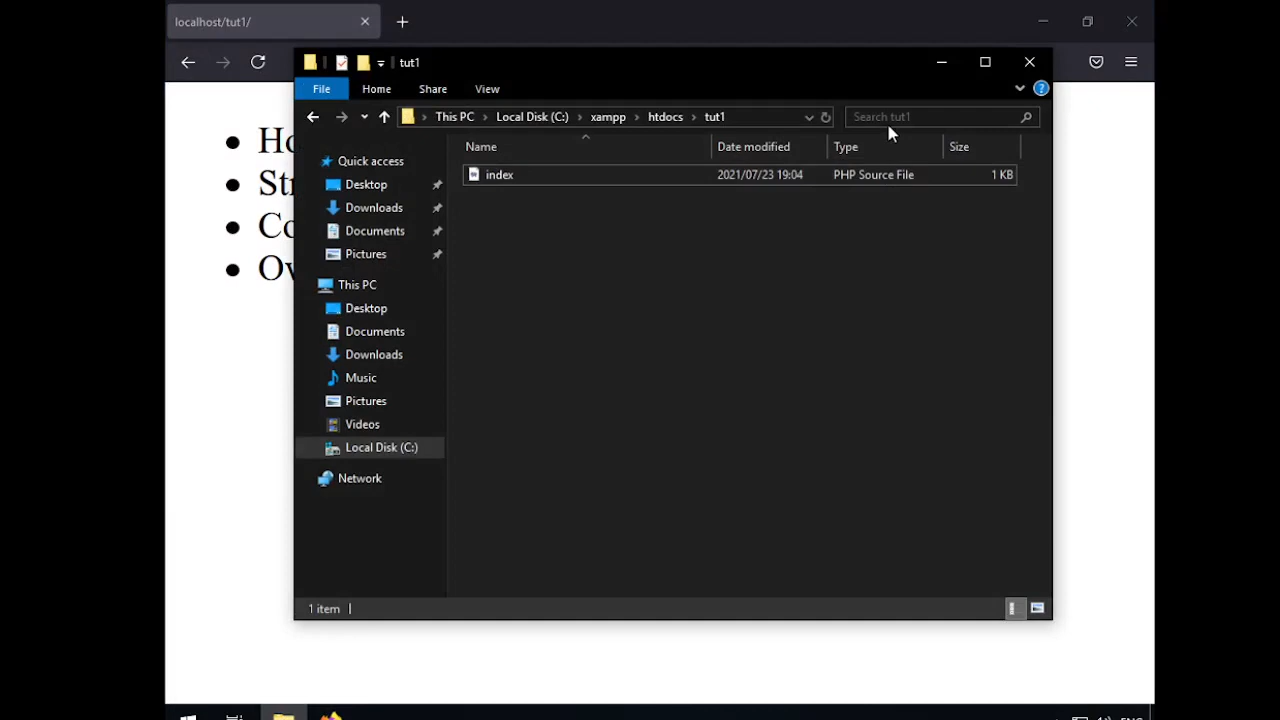 localhost/tut1/
tut1
File Home Share View
This PC Local Disk (C:) xampp htdocs tut1
Search tut1
Name Date modified Type Size
index 2021/07/23 19:04 PHP Source File 1 KB
Quick access
Desktop
Downloads
Documents
Pictures
This PC
Desktop
Documents
Downloads
Music
Pictures
Videos
Local Disk (C:)
Network
1 item